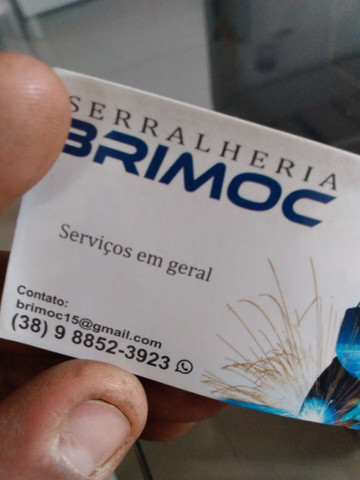 SERRALHERIA
BRIMOC
Serviços em geral
Contato:
brimoc15@gmail.com
(38) 9 8852-3923